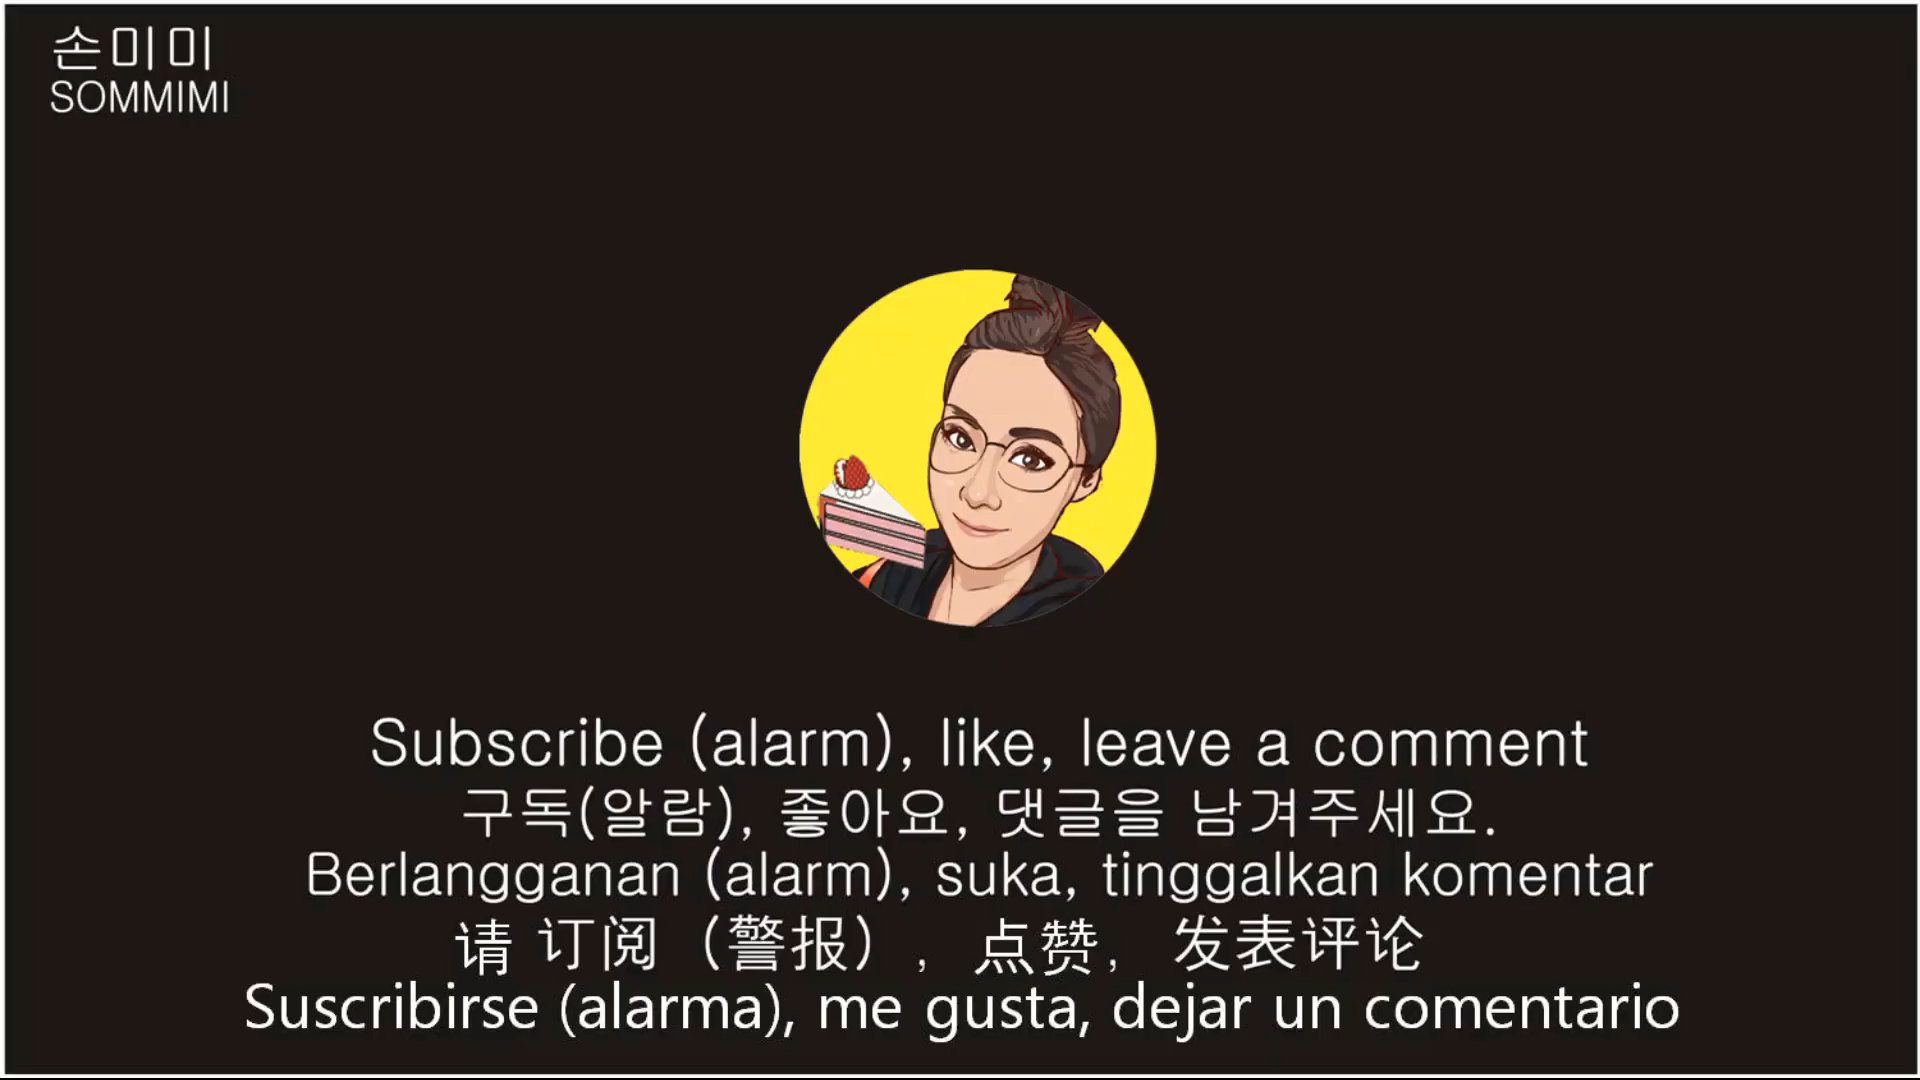 손미미
SOMMIMI
Subscribe (alarm), like, leave a comment
구독(알람), 좋아요, 댓글을 남겨주세요.
Berlangganan (alarm), suka, tinggalkan komentar
请 订阅（警报）, 点赞, 发表评论
Suscribirse (alarma), me gusta, dejar un comentario